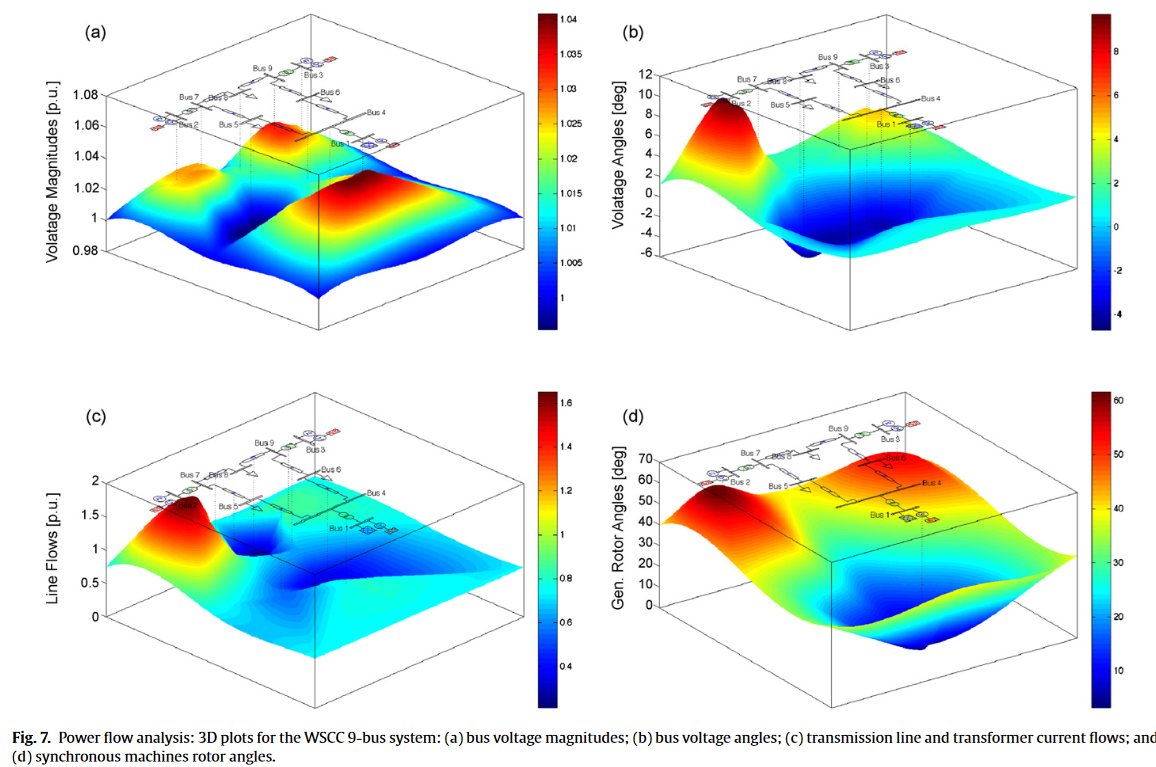 (a)
1.04
1.035
1.03
1.025
1.02
1.015
1.01
1.005
1
Volatage Magnitudes [p.u.]
1.08
1.06
1.04
1.02
1
0.98
Bus 9
Bus 3
Bus 7
Bus 8
Bus 6
Bus 2
Bus 5
Bus 4
Bus 1
(b)
8
6
4
2
0
-2
-4
Volatage Angles [deg]
12
10
8
6
4
2
0
-2
-4
-6
Bus 9
Bus 3
Bus 7
Bus 8
Bus 6
Bus 2
Bus 5
Bus 4
Bus 1
(c)
1.6
1.4
1.2
1
0.8
0.6
0.4
Line Flows [p.u.]
2
1.5
1
0.5
0
Bus 9
Bus 3
Bus 7
Bus 8
Bus 6
Bus 2
Bus 5
Bus 4
Bus 1
(d)
60
50
40
30
20
10
Gen. Rotor Angles [deg]
70
60
50
40
30
20
10
0
Bus 9
Bus 3
Bus 7
Bus 6
Bus 2
Bus 5
Bus 4
Bus 1
Fig. 7. Power flow analysis: 3D plots for the WSCC 9-bus system: (a) bus voltage magnitudes; (b) bus voltage angles; (c) transmission line and transformer current flows; and
(d) synchronous machines rotor angles.